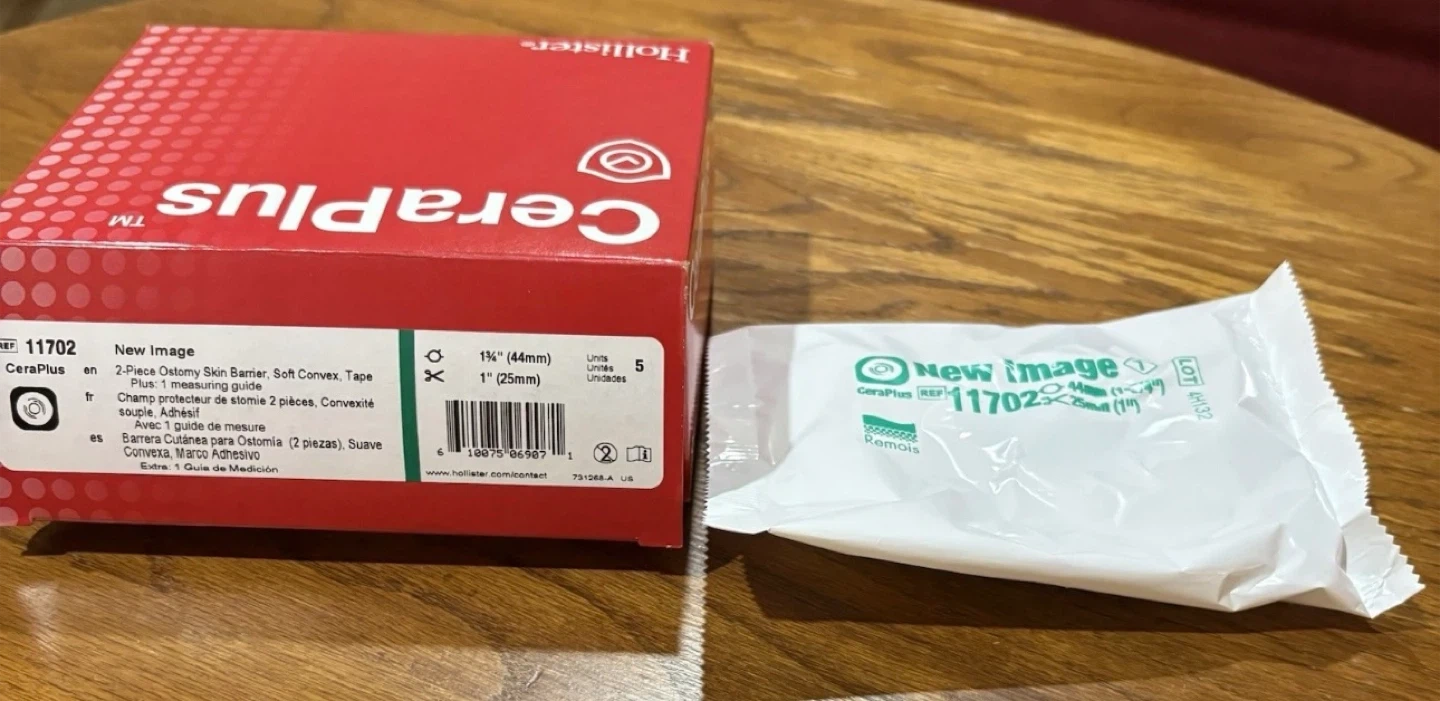 Hollister®
CeraPlus™
REF 11702
CeraPlus
New Image
en 2-Piece Ostomy Skin Barrier, Soft Convex, Tape
Plus: 1 measuring guide
fr Champ protecteur de stomie 2 pièces, Convexité
souple, Adhésif
Avec 1 guide de mesure
es Barrera Cutánea para Ostomía (2 piezas), Suave
Convexa, Marco Adhesivo
Extra: 1 Guía de Medición
1¾" (44mm)
1" (25mm)
Units
Unités
Unidades
5
6 10075 06907 1
2
www.hollister.com/contact
731268-A US
New Image
1
CeraPlus REF 11702
44mm
25mm (1")
LOT
4H132
Remois